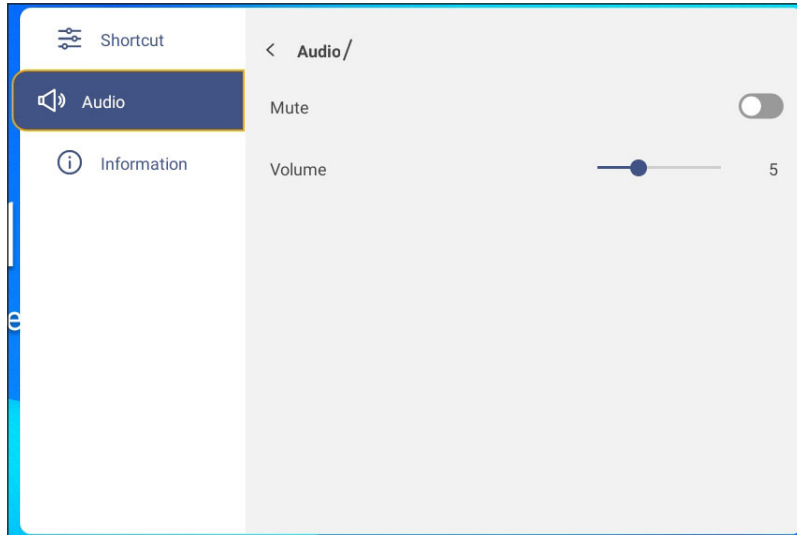 Shortcut
Audio
Information
Audio/
Mute
Volume 5
e